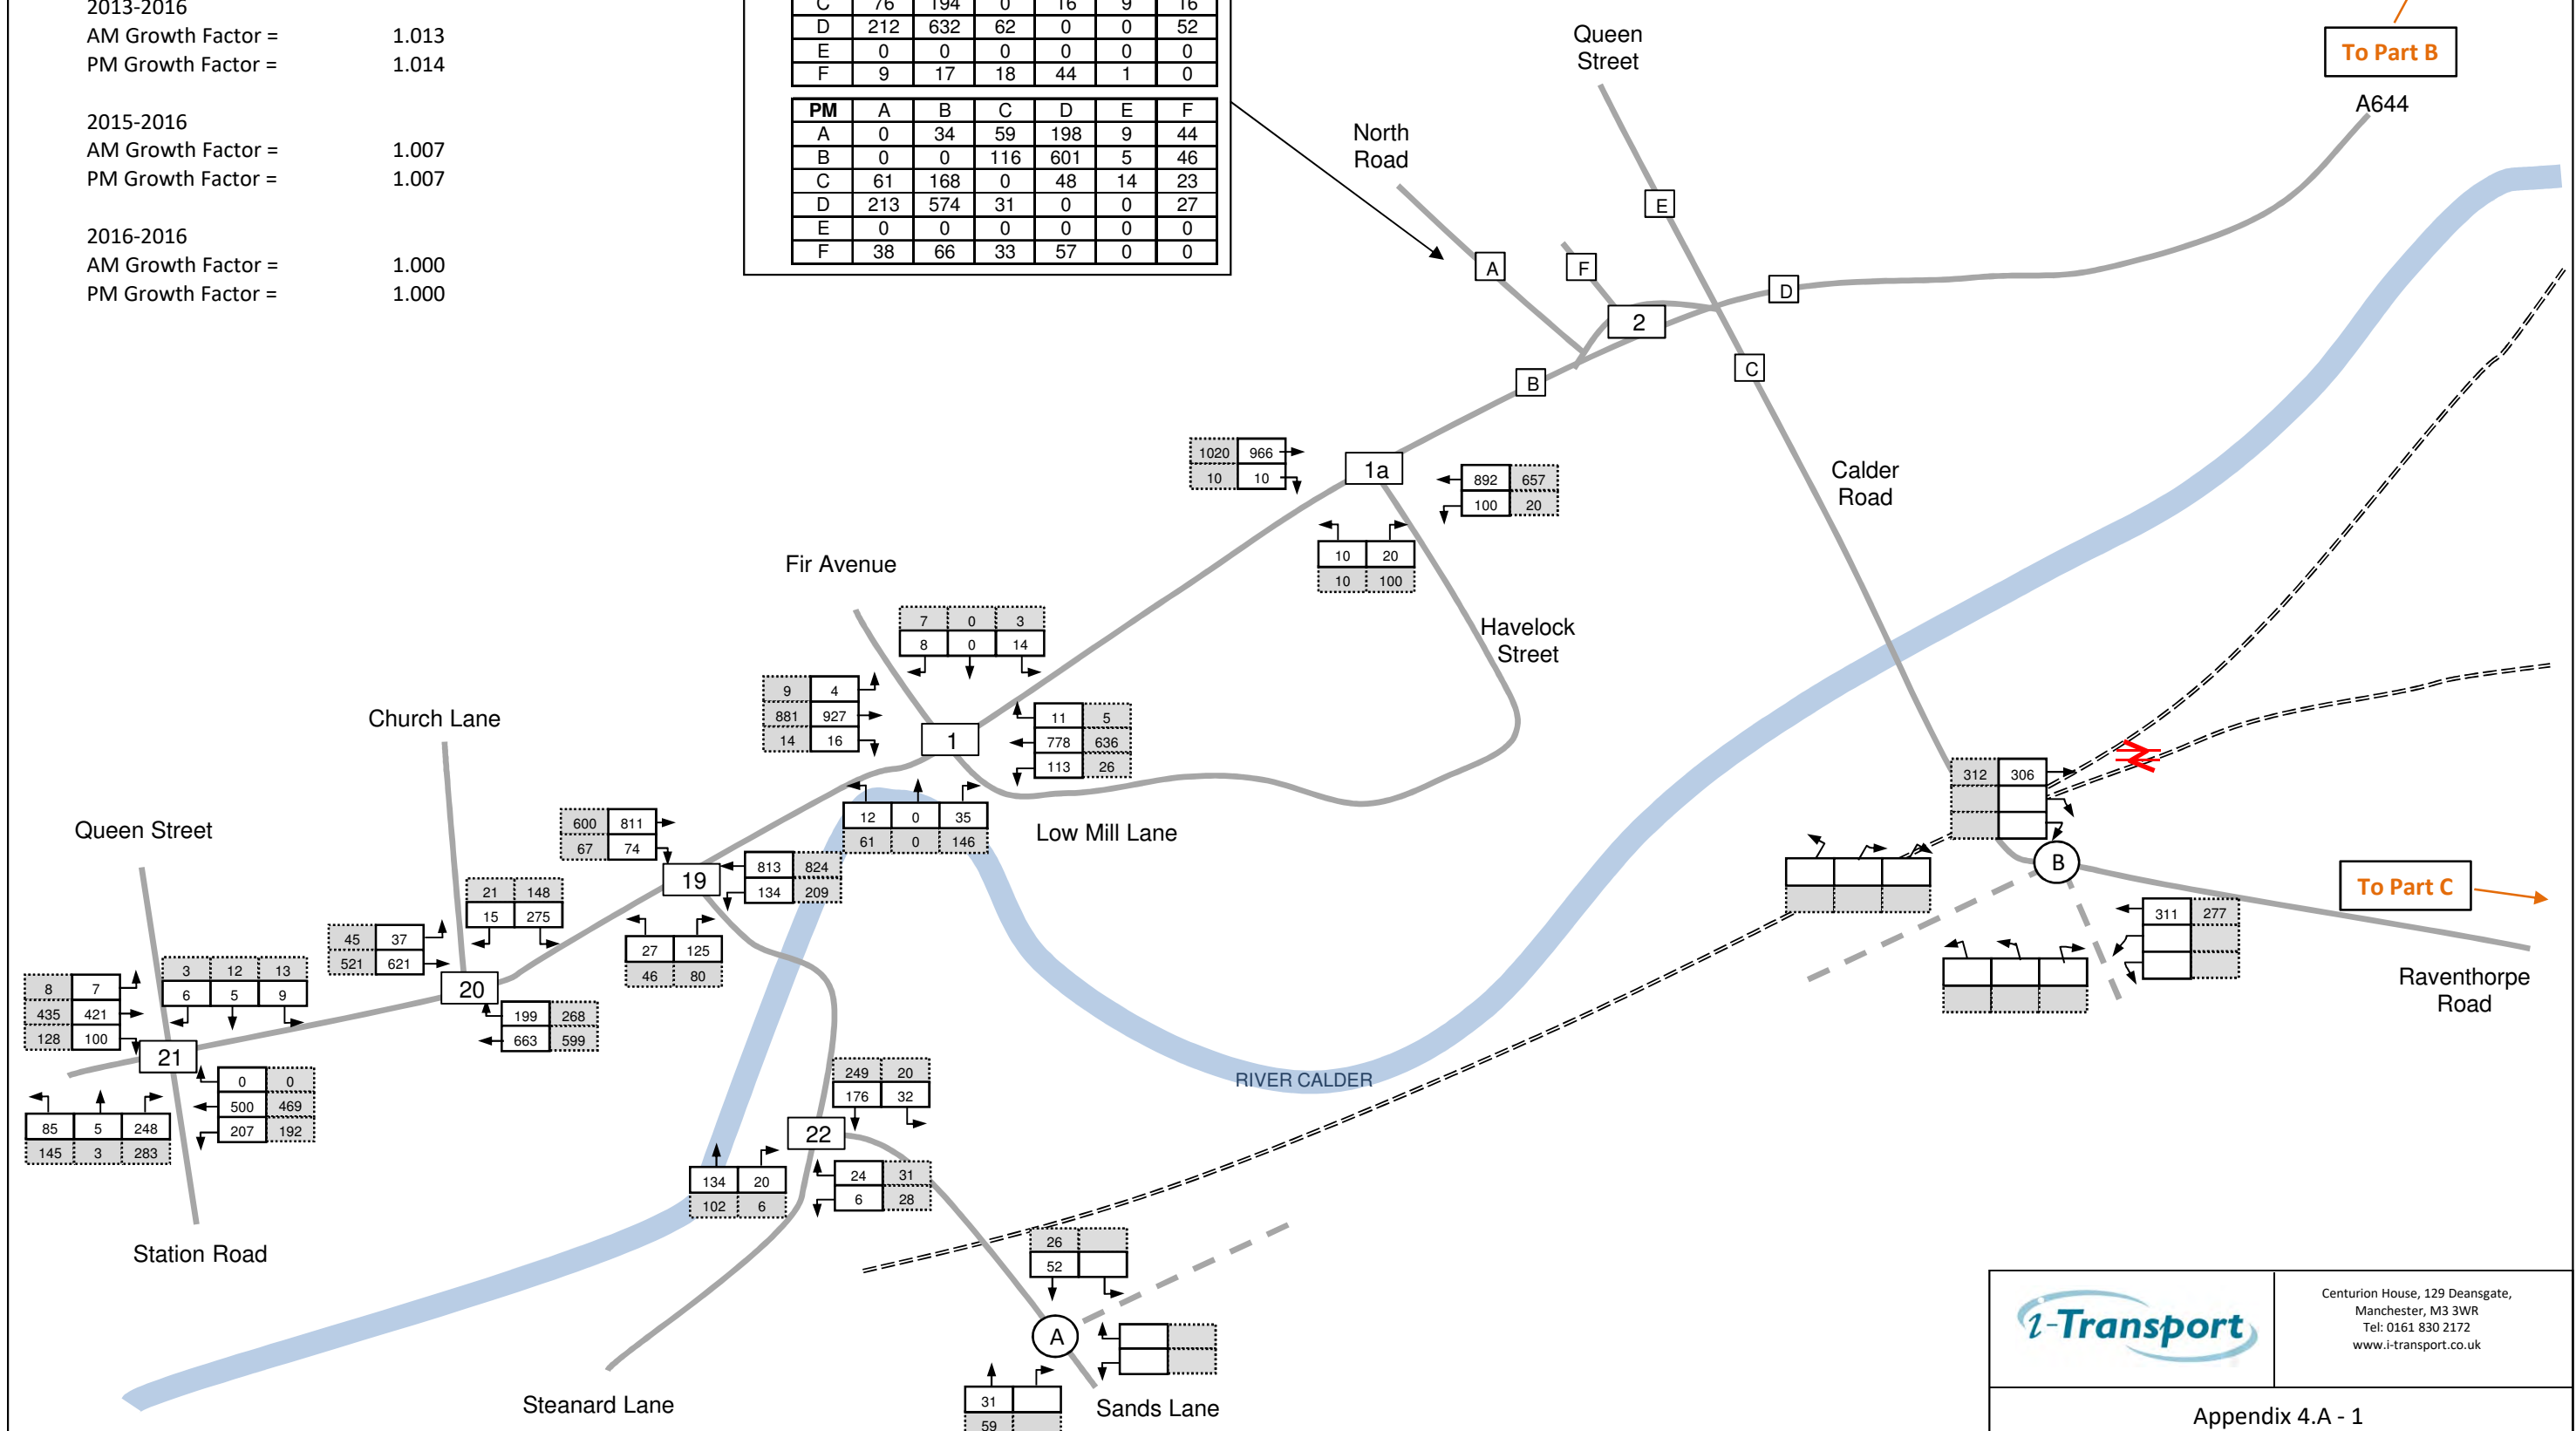 2013-2016
AM Growth Factor = 1.013
PM Growth Factor = 1.014
2015-2016
AM Growth Factor = 1.007
PM Growth Factor = 1.007
2016-2016
AM Growth Factor = 1.000
PM Growth Factor = 1.000
C 76 194 0 16 9 16
D 212 632 62 0 0 52
E 0 0 0 0 0 0
F 9 17 18 44 1 0
PM A B C D E F
A 0 34 59 198 9 44
B 0 0 116 601 5 46
C 61 168 0 48 14 23
D 213 574 31 0 0 27
E 0 0 0 0 0 0
F 38 66 33 57 0 0
Queen
Street
To Part B
A644
North
Road
E
A
F
D
2
C
B
1020 966
10 10
1a
892 657
100 20
10 20
10 100
Calder
Road
Havelock
Street
Fir Avenue
7 0 3
8 0 14
9 4
881 927
14 16
1
11 5
778 636
113 26
12 0 35
61 0 146
Low Mill Lane
Church Lane
600 811
67 74
19
813 824
134 209
27 125
46 80
Queen Street
21 148
15 275
45 37
521 621
20
199 268
663 599
3 12 13
6 5 9
8 7
435 421
128 100
21
0 0
500 469
207 192
85 5 248
145 3 283
Station Road
249 20
176 32
22
134 20
102 6
24 31
6 28
RIVER CALDER
Steanard Lane
26
52
A
31
59
Sands Lane
312 306
B
311 277
To Part C
Raventhorpe
Road
i-Transport
Centurion House, 129 Deansgate,
Manchester, M3 3WR
Tel: 0161 830 2172
www.i-transport.co.uk
Appendix 4.A - 1